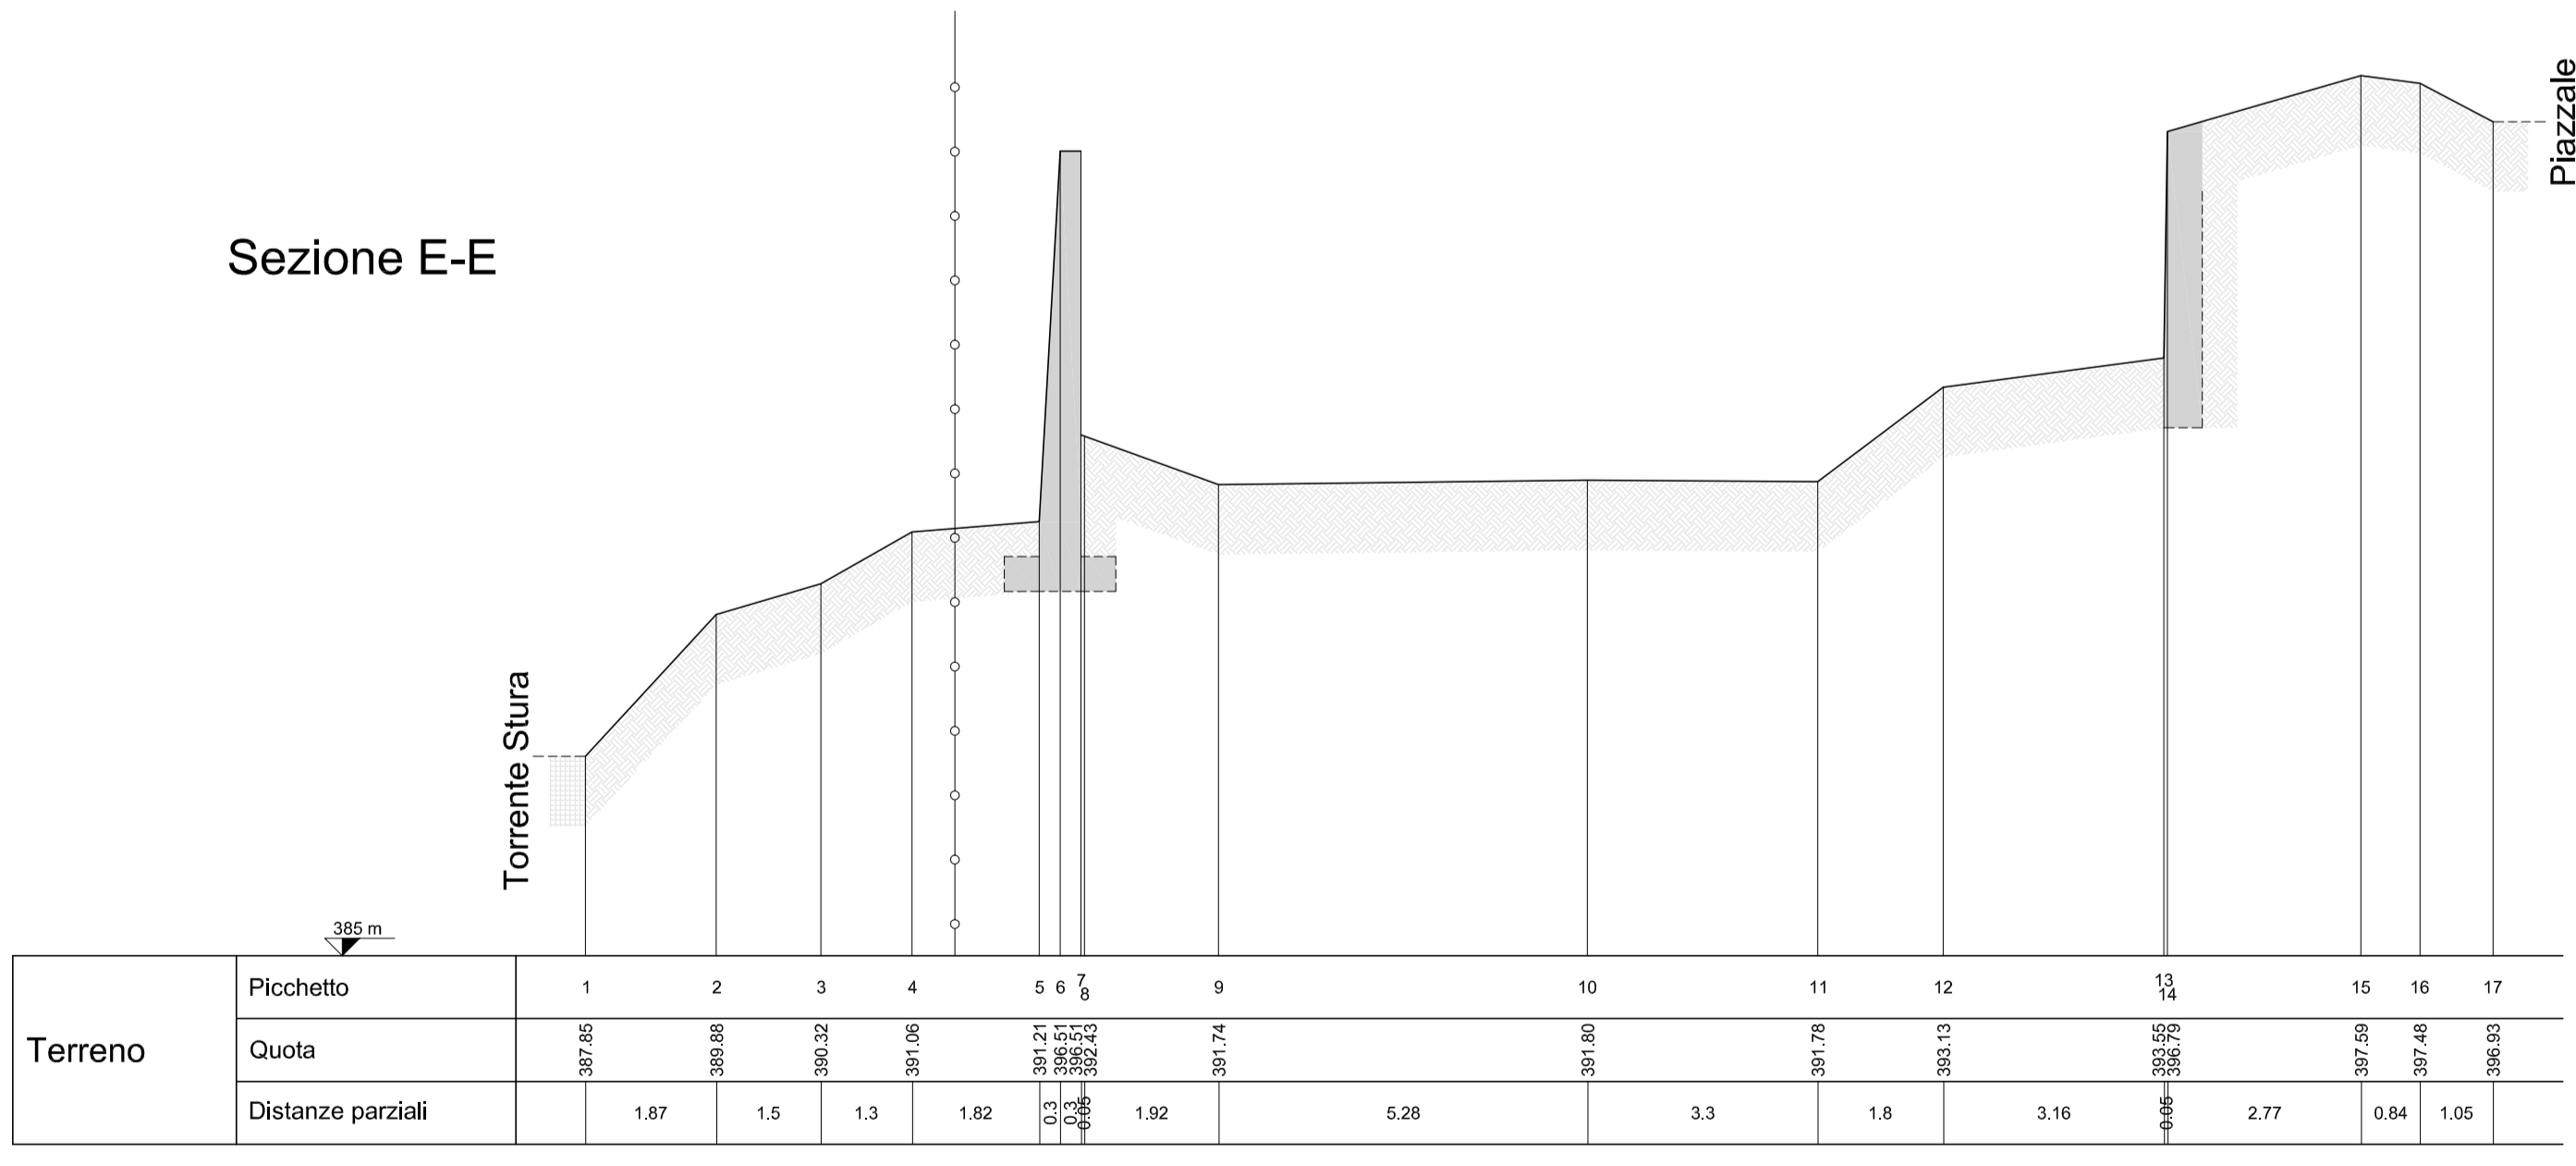 Sezione E-E
Piazzale
Torrente Stura
385 m
Terreno
Picchetto 1 2 3 4 5 6 7 8 9 10 11 12 13 14 15 16 17
Quota 387.85 389.88 390.32 391.06 391.21 396.51 396.51 392.43 391.74 391.80 391.78 393.13 393.55 396.79 397.59 397.48 396.93
Distanze parziali 1.87 1.5 1.3 1.82 0.3 0.3 0.05 1.92 5.28 3.3 1.8 3.16 0.05 2.77 0.84 1.05